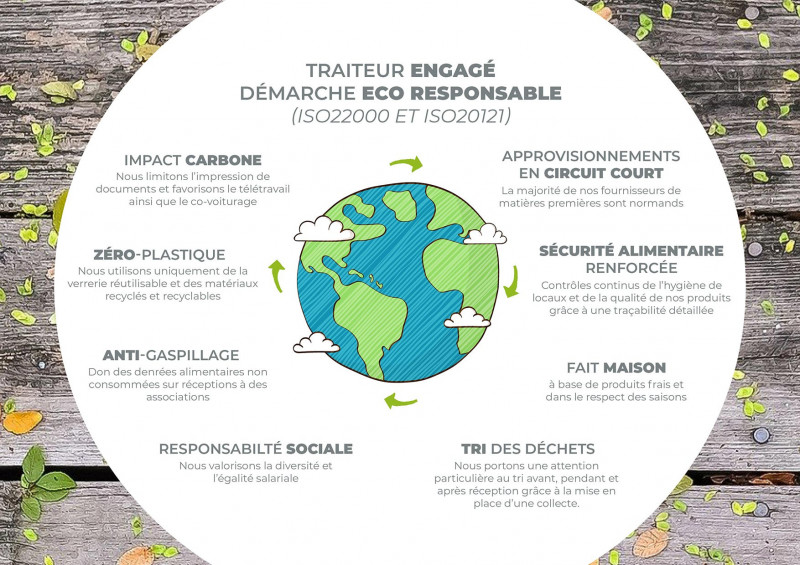 TRAITEUR ENGAGÉ
DÉMARCHE ECO RESPONSABLE
(ISO22000 ET ISO20121)
IMPACT CARBONE
Nous limitons l'impression de
documents et favorisons le télétravail
ainsi que le co-voiturage
APPROVISIONNEMENTS
EN CIRCUIT COURT
La majorité de nos fournisseurs de
matières premières sont normands
ZÉRO-PLASTIQUE
Nous utilisons uniquement de la
verrerie réutilisable et des matériaux
recyclés et recyclables
SÉCURITÉ ALIMENTAIRE
RENFORCÉE
Contrôles continus de l'hygiène de
locaux et de la qualité de nos produits
grâce à une traçabilité détaillée
ANTI-GASPILLAGE
Don des denrées alimentaires non
consommées sur réceptions à des
associations
FAIT MAISON
à base de produits frais et
dans le respect des saisons
RESPONSABILTÉ SOCIALE
Nous valorisons la diversité et
l'égalité salariale
TRI DES DÉCHETS
Nous portons une attention
particulière au tri avant, pendant et
après réception grâce à la mise en
place d'une collecte.